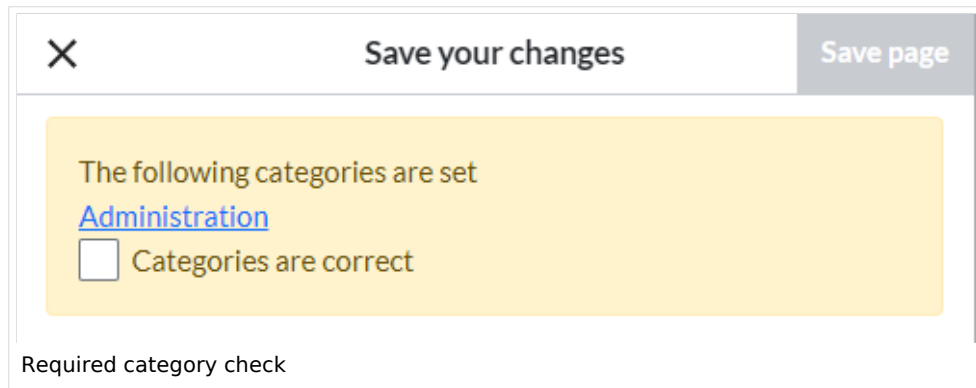 Save your changes
Save page
The following categories are set
Administration
Categories are correct
Required category check